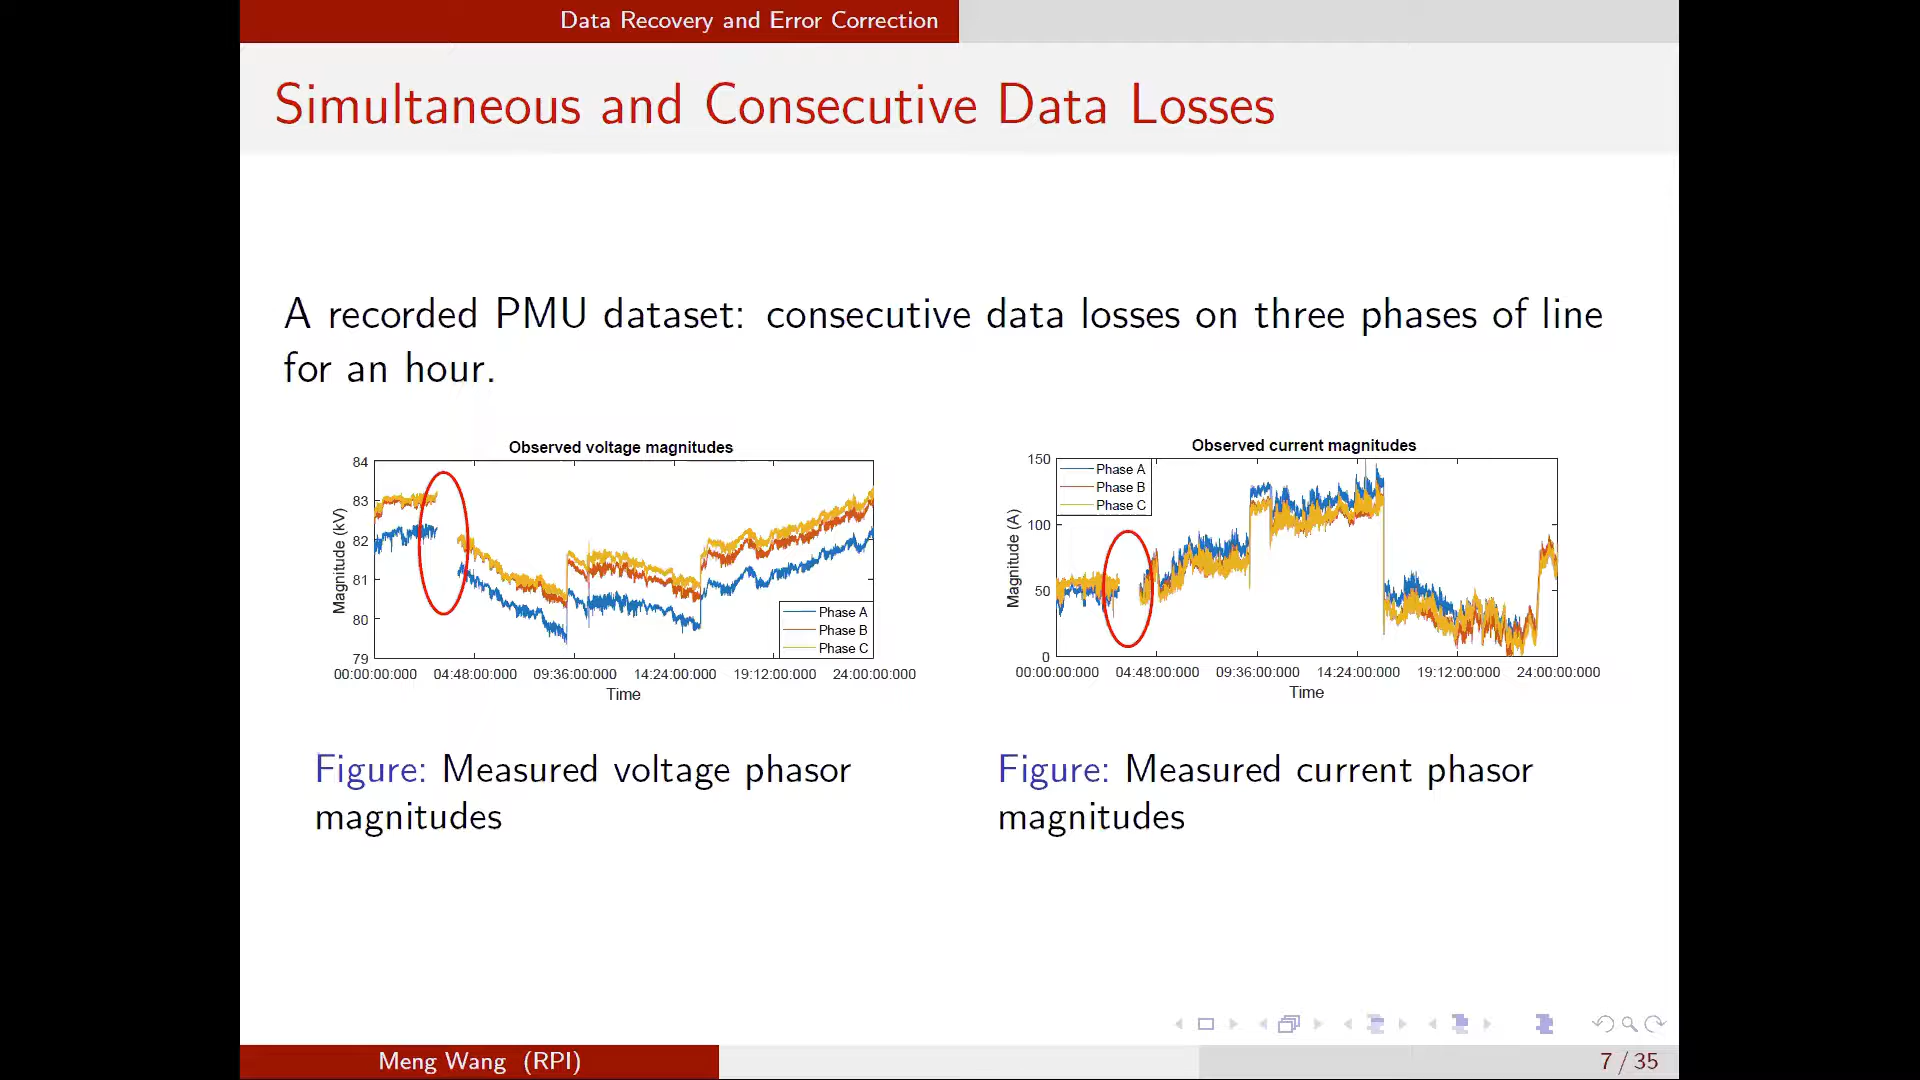 Data Recovery and Error Correction
Simultaneous and Consecutive Data Losses
A recorded PMU dataset: consecutive data losses on three phases of line
for an hour.
Observed voltage magnitudes
84
83
82
81
80
79
Magnitude (kV)
Phase A
Phase B
Phase C
00:00:00:000 04:48:00:000 09:36:00:000 14:24:00:000 19:12:00:000 24:00:00:000
Time
Figure: Measured voltage phasor
magnitudes
Observed current magnitudes
150
100
50
0
Magnitude (A)
Phase A
Phase B
Phase C
00:00:00:000 04:48:00:000 09:36:00:000 14:24:00:000 19:12:00:000 24:00:00:000
Time
Figure: Measured current phasor
magnitudes
Meng Wang (RPI)
7 / 35